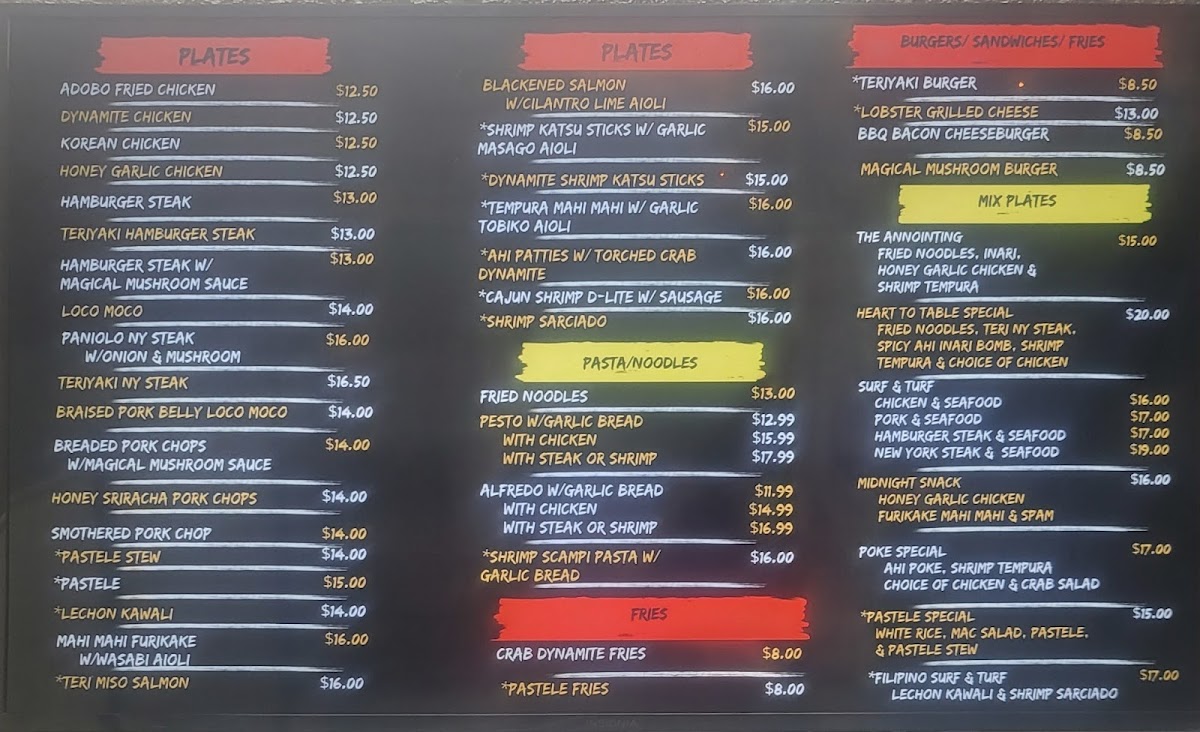 PLATES
ADOBO FRIED CHICKEN $12.50
DYNAMITE CHICKEN $12.50
KOREAN CHICKEN $12.50
HONEY GARLIC CHICKEN $12.50
HAMBURGER STEAK $13.00
TERIYAKI HAMBURGER STEAK $13.00
HAMBURGER STEAK W/ $13.00
MAGICAL MUSHROOM SAUCE
LOCO MOCO $14.00
PANIOLO NY STEAK $16.00
W/ONION & MUSHROOM
TERIYAKI NY STEAK $16.50
BRAISED PORK BELLY LOCO MOCO $14.00
BREADED PORK CHOPS $14.00
W/MAGICAL MUSHROOM SAUCE
HONEY SRIRACHA PORK CHOPS $14.00
SMOTHERED PORK CHOP $14.00
*PASTELE STEW $14.00
*PASTELE $15.00
*LECHON KAWALI $14.00
MAHI MAHI FURIKAKE $16.00
W/WASABI AIOLI
*TERI MISO SALMON $16.00
PLATES
BLACKENED SALMON $16.00
W/CILANTRO LIME AIOLI
*SHRIMP KATSU STICKS W/ GARLIC $15.00
MASAGO AIOLI
*DYNAMITE SHRIMP KATSU STICKS $15.00
*TEMPURA MAHI MAHI W/ GARLIC $16.00
TOBIKO AIOLI
*AHI PATTIES W/ TORCHED CRAB $16.00
DYNAMITE
*CAJUN SHRIMP D-LITE W/ SAUSAGE $16.00
*SHRIMP SARCIADO $16.00
PASTA/NOODLES
FRIED NOODLES $13.00
PESTO W/GARLIC BREAD $12.99
WITH CHICKEN $15.99
WITH STEAK OR SHRIMP $17.99
ALFREDO W/GARLIC BREAD $11.99
WITH CHICKEN $14.99
WITH STEAK OR SHRIMP $16.99
*SHRIMP SCAMPI PASTA W/ $16.00
GARLIC BREAD
FRIES
CRAB DYNAMITE FRIES $8.00
*PASTELE FRIES $8.00
BURGERS/ SANDWICHES/ FRIES
*TERIYAKI BURGER $8.50
*LOBSTER GRILLED CHEESE $13.00
BBQ BACON CHEESEBURGER $8.50
MAGICAL MUSHROOM BURGER $8.50
MIX PLATES
THE ANNOINTING $15.00
FRIED NOODLES, INARI,
HONEY GARLIC CHICKEN &
SHRIMP TEMPURA
HEART TO TABLE SPECIAL $20.00
FRIED NOODLES, TERI NY STEAK,
SPICY AHI INARI BOMB, SHRIMP
TEMPURA & CHOICE OF CHICKEN
SURF & TURF
CHICKEN & SEAFOOD $16.00
PORK & SEAFOOD $17.00
HAMBURGER STEAK & SEAFOOD $17.00
NEW YORK STEAK & SEAFOOD $19.00
MIDNIGHT SNACK $16.00
HONEY GARLIC CHICKEN
FURIKAKE MAHI MAHI & SPAM
POKE SPECIAL $17.00
AHI POKE, SHRIMP TEMPURA
CHOICE OF CHICKEN & CRAB SALAD
*PASTELE SPECIAL $15.00
WHITE RICE, MAC SALAD, PASTELE,
& PASTELE STEW
*FILIPINO SURF & TURF $17.00
LECHON KAWALI & SHRIMP SARCIADO
INSIGNIA